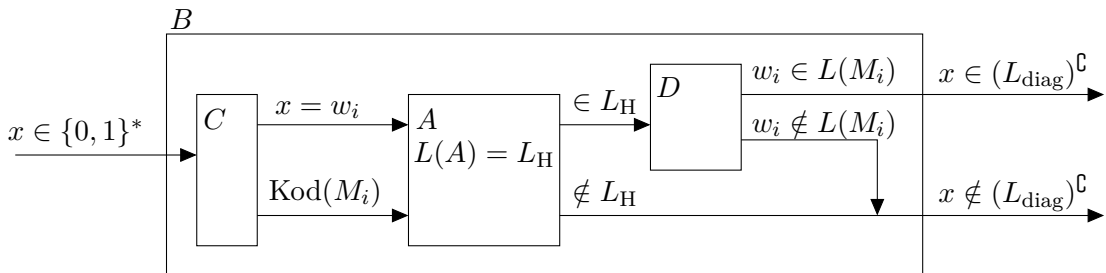 B
w_i ∈ L(M_i)
x ∈ (L_diag)^∁
D
x = w_i
∈ L_H
C
A
x ∈ {0, 1}*
w_i ∉ L(M_i)
L(A) = L_H
Kod(M_i)
∉ L_H
x ∉ (L_diag)^∁